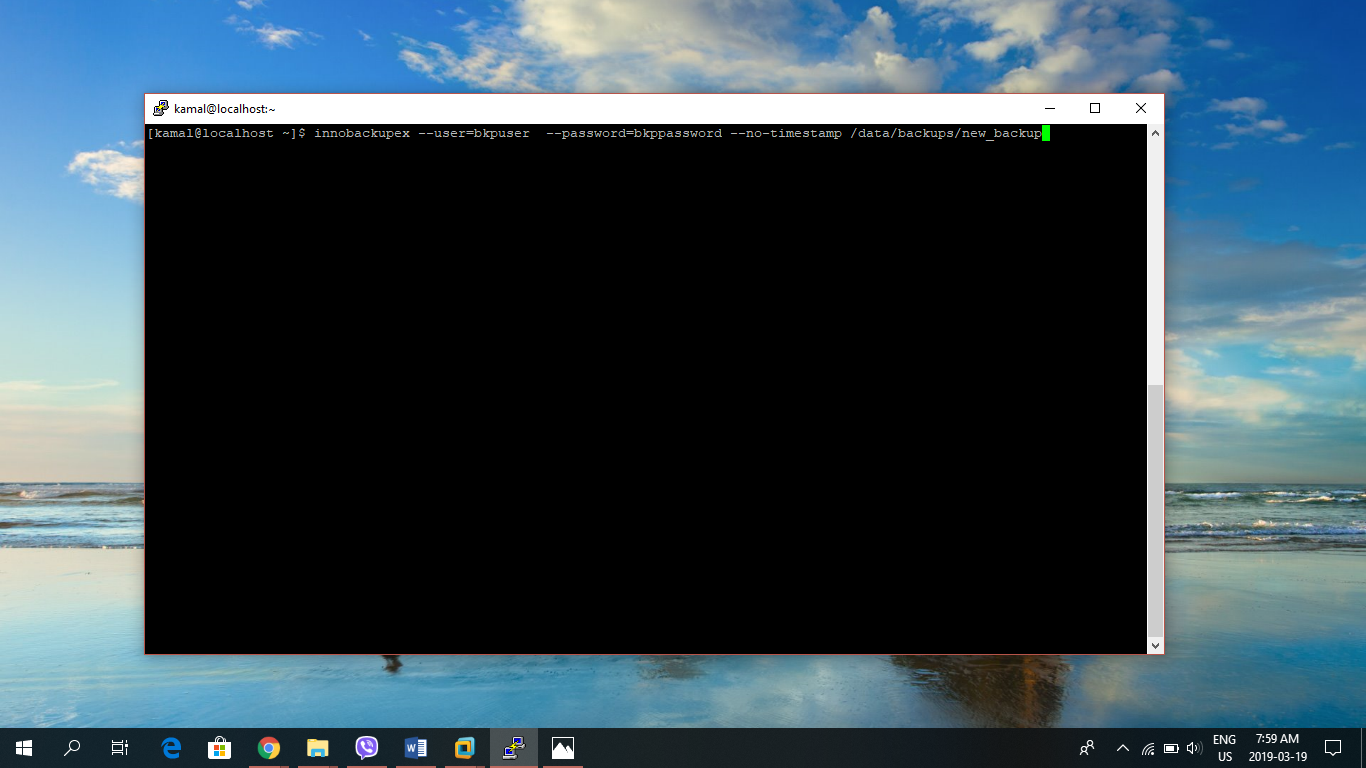 kamal@localhost:~
[kamal@localhost ~]$ innobackupex --user=bkpuser  --password=bkppassword --no-timestamp /data/backups/new_backup
ENG
US
7:59 AM
2019-03-19